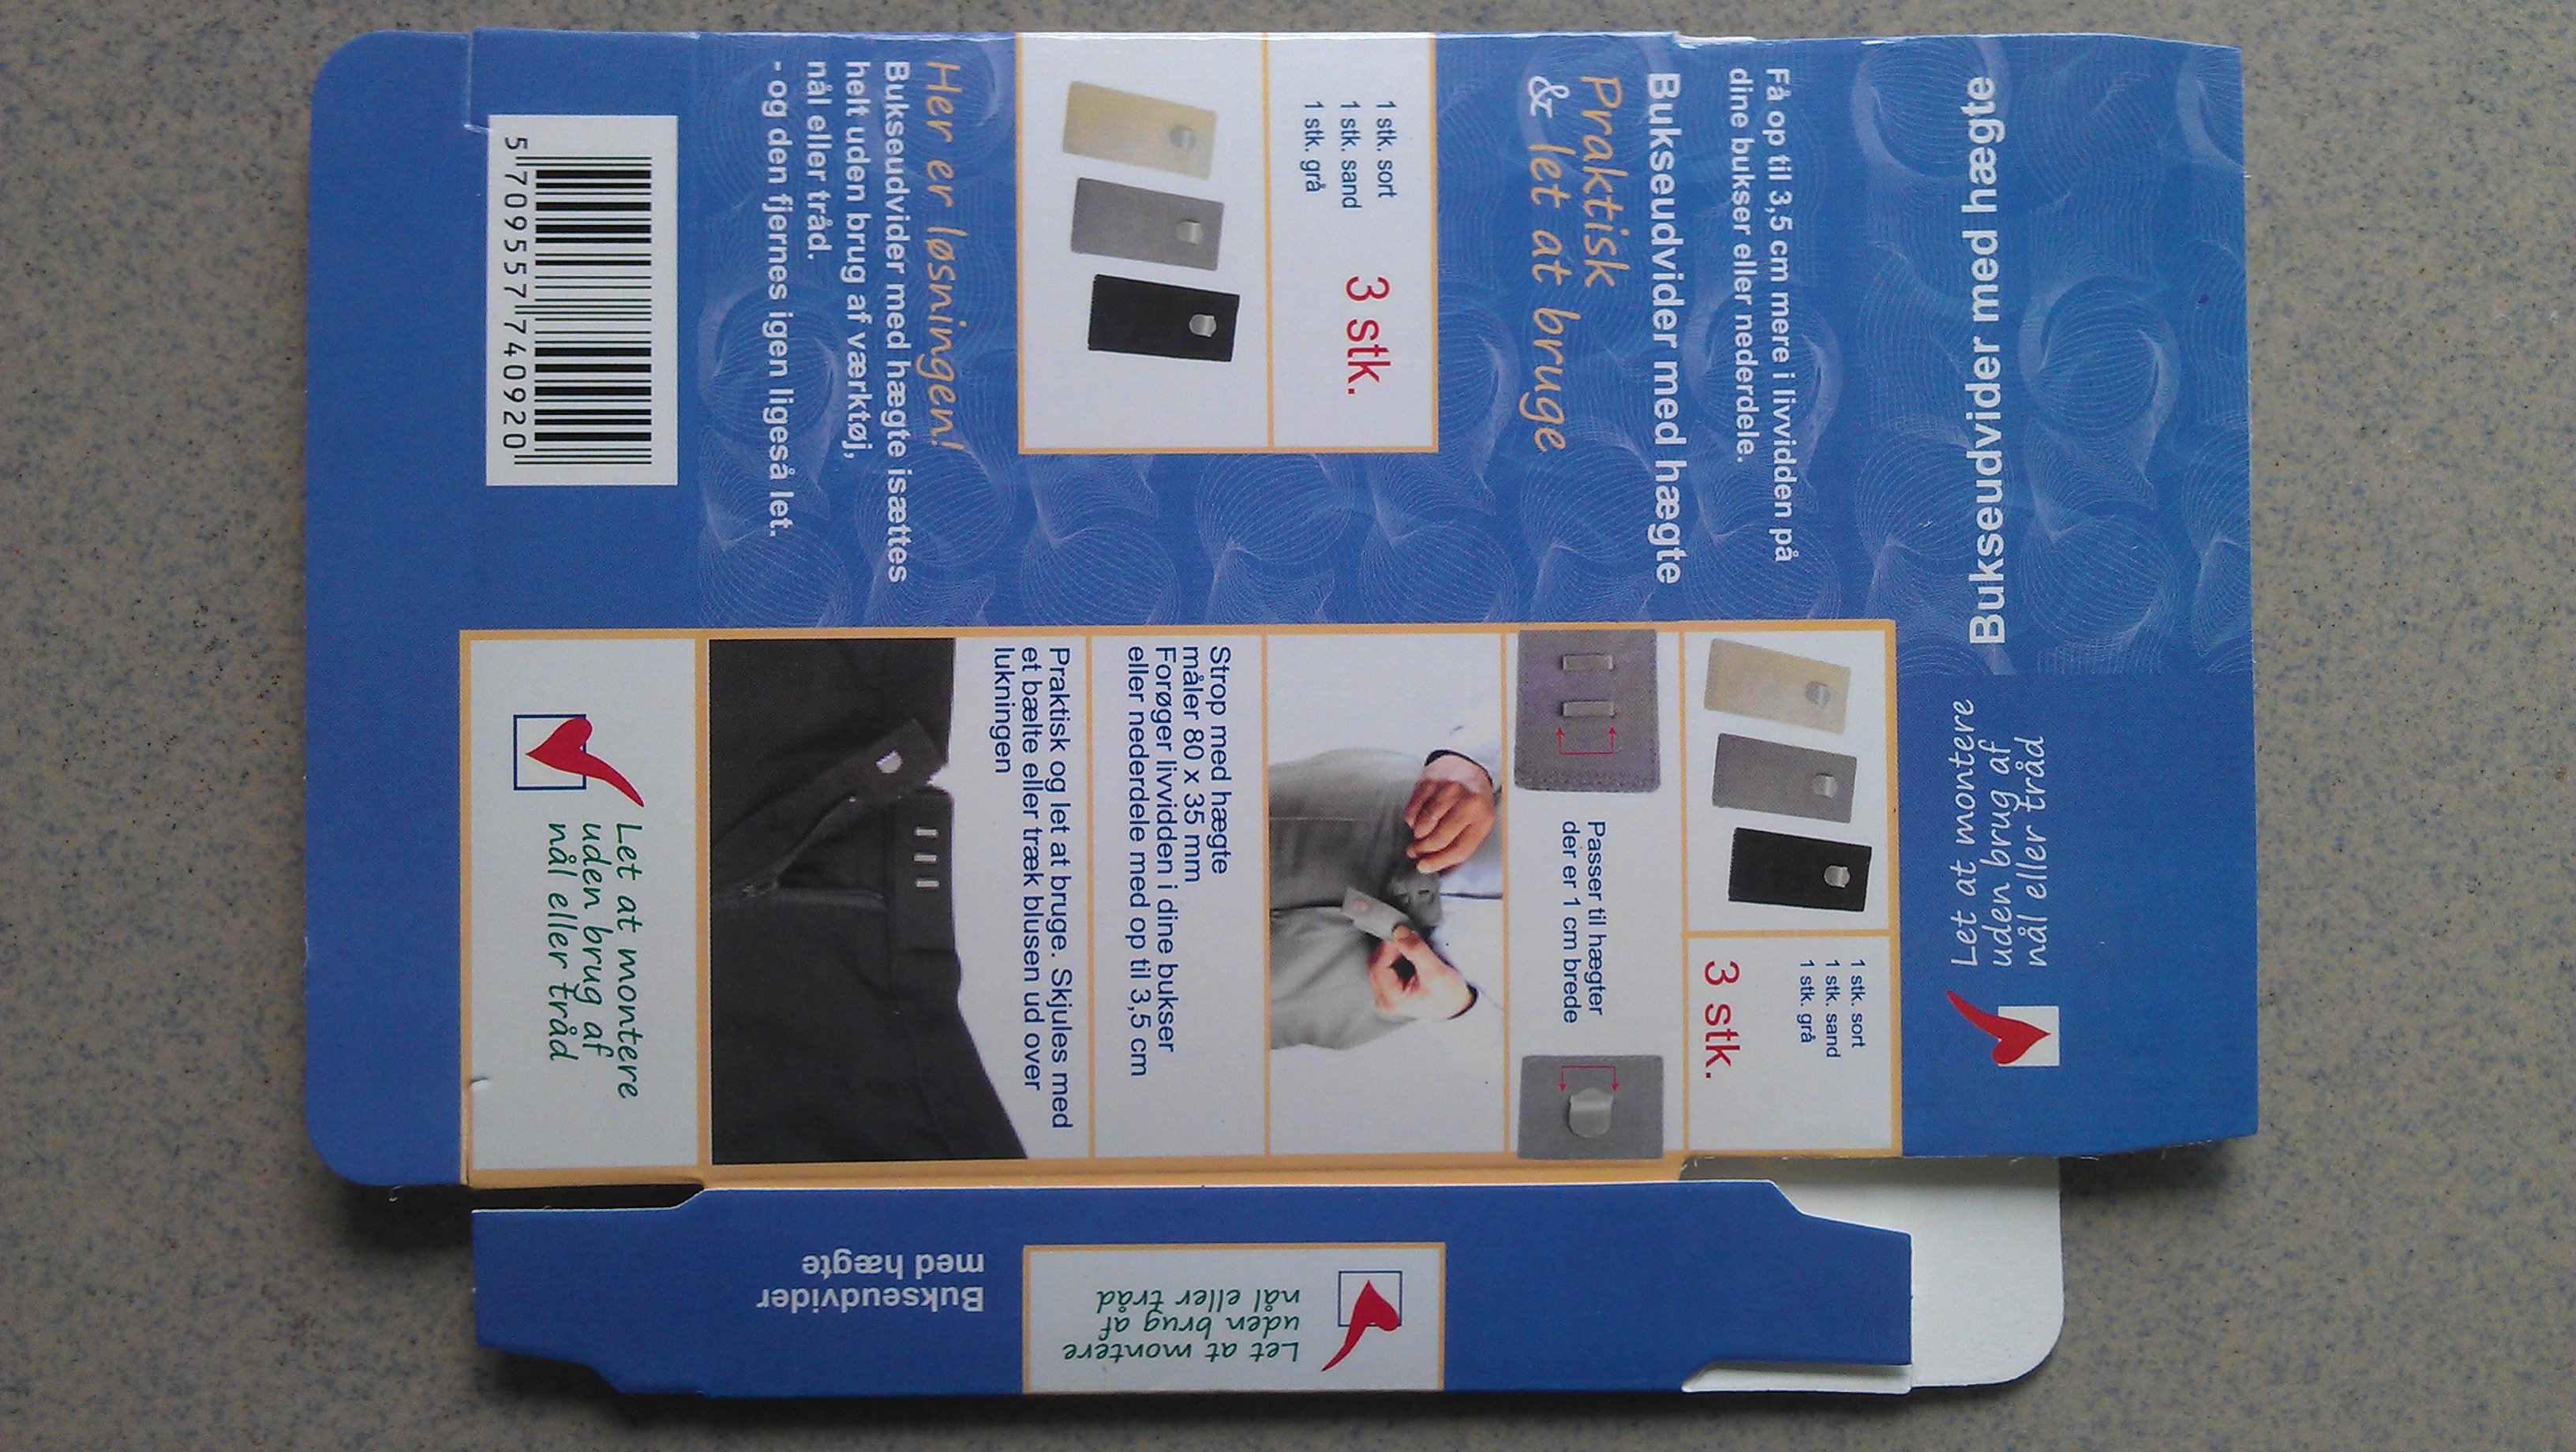 Bukseudvider med hægte
Let at montere
uden brug af
nål eller tråd
Få op til 3,5 cm mere i livvidden på
dine bukser eller nederdele.
Bukseudvider med hægte
Praktisk
& let at bruge
1 stk. sort
1 stk. sand
1 stk. grå
3 stk.
Her er løsningen!
Bukseudvider med hægte isættes
helt uden brug af værktøj,
nål eller tråd.
- og den fjernes igen ligeså let.
5 709557 740920
1 stk. sort
1 stk. sand
1 stk. grå
3 stk.
Passer til hægter
der er 1 cm brede
Strop med hægte
måler 80 x 35 mm
Forøger livvidden i dine bukser
eller nederdele med op til 3,5 cm
Praktisk og let at bruge. Skjules med
et bælte eller træk blusen ud over
lukningen
Let at montere
uden brug af
nål eller tråd
Bukseudvider
med hægte
Let at montere
uden brug af
nål eller tråd